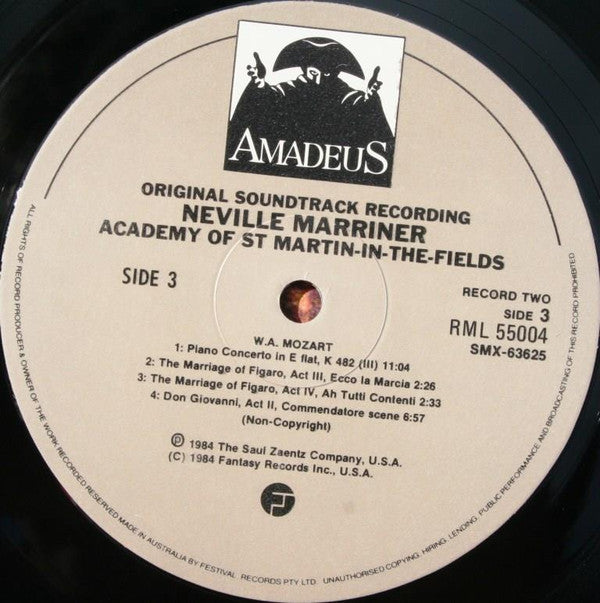 AMADEUS
ORIGINAL SOUNDTRACK RECORDING
NEVILLE MARRINER
ACADEMY OF ST MARTIN-IN-THE-FIELDS
SIDE 3
RECORD TWO
SIDE 3
RML 55004
SMX-63625
W.A. MOZART
1: Piano Concerto in E flat, K 482 (III) 11:04
2: The Marriage of Figaro, Act III, Ecco la Marcia 2:26
3: The Marriage of Figaro, Act IV, Ah Tutti Contenti 2:33
4: Don Giovanni, Act II, Commendatore scene 6:57
(Non-Copyright)
℗ 1984 The Saul Zaentz Company, U.S.A.
(C) 1984 Fantasy Records Inc., U.S.A.
ALL RIGHTS OF RECORD PRODUCER & OWNER OF THE WORK RECORDED RESERVED MADE IN AUSTRALIA BY FESTIVAL RECORDS PTY LTD. UNAUTHORISED COPYING, HIRING, LENDING, PUBLIC PERFORMANCE AND BROADCASTING OF THIS RECORD PROHIBITED